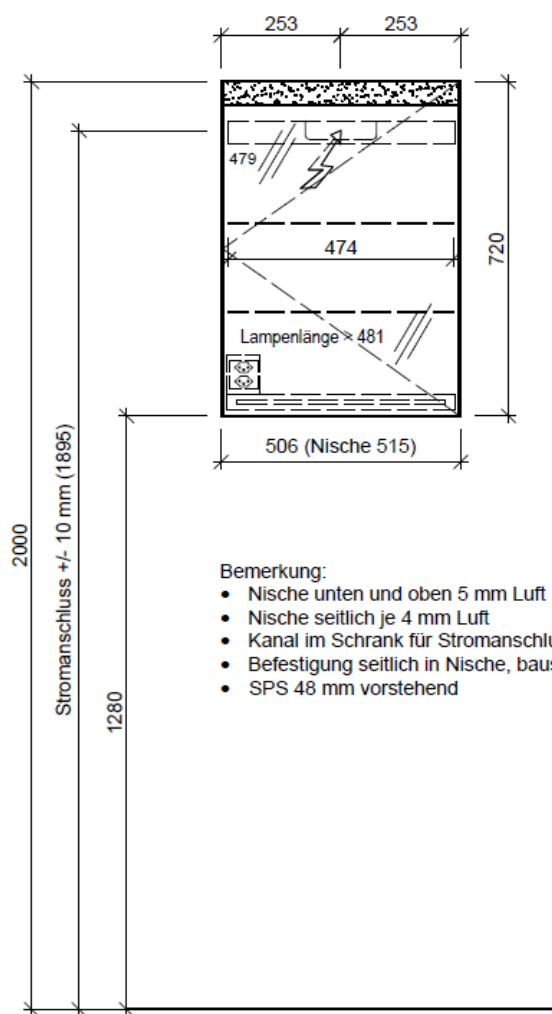 253 253
479
474
720
Lampenlänge > 481
506 (Nische 515)
2000
Stromanschluss +/- 10 mm (1895)
1280
Bemerkung:
• Nische unten und oben 5 mm Luft
• Nische seitlich je 4 mm Luft
• Kanal im Schrank für Stromanschlu
• Befestigung seitlich in Nische, baus
• SPS 48 mm vorstehend